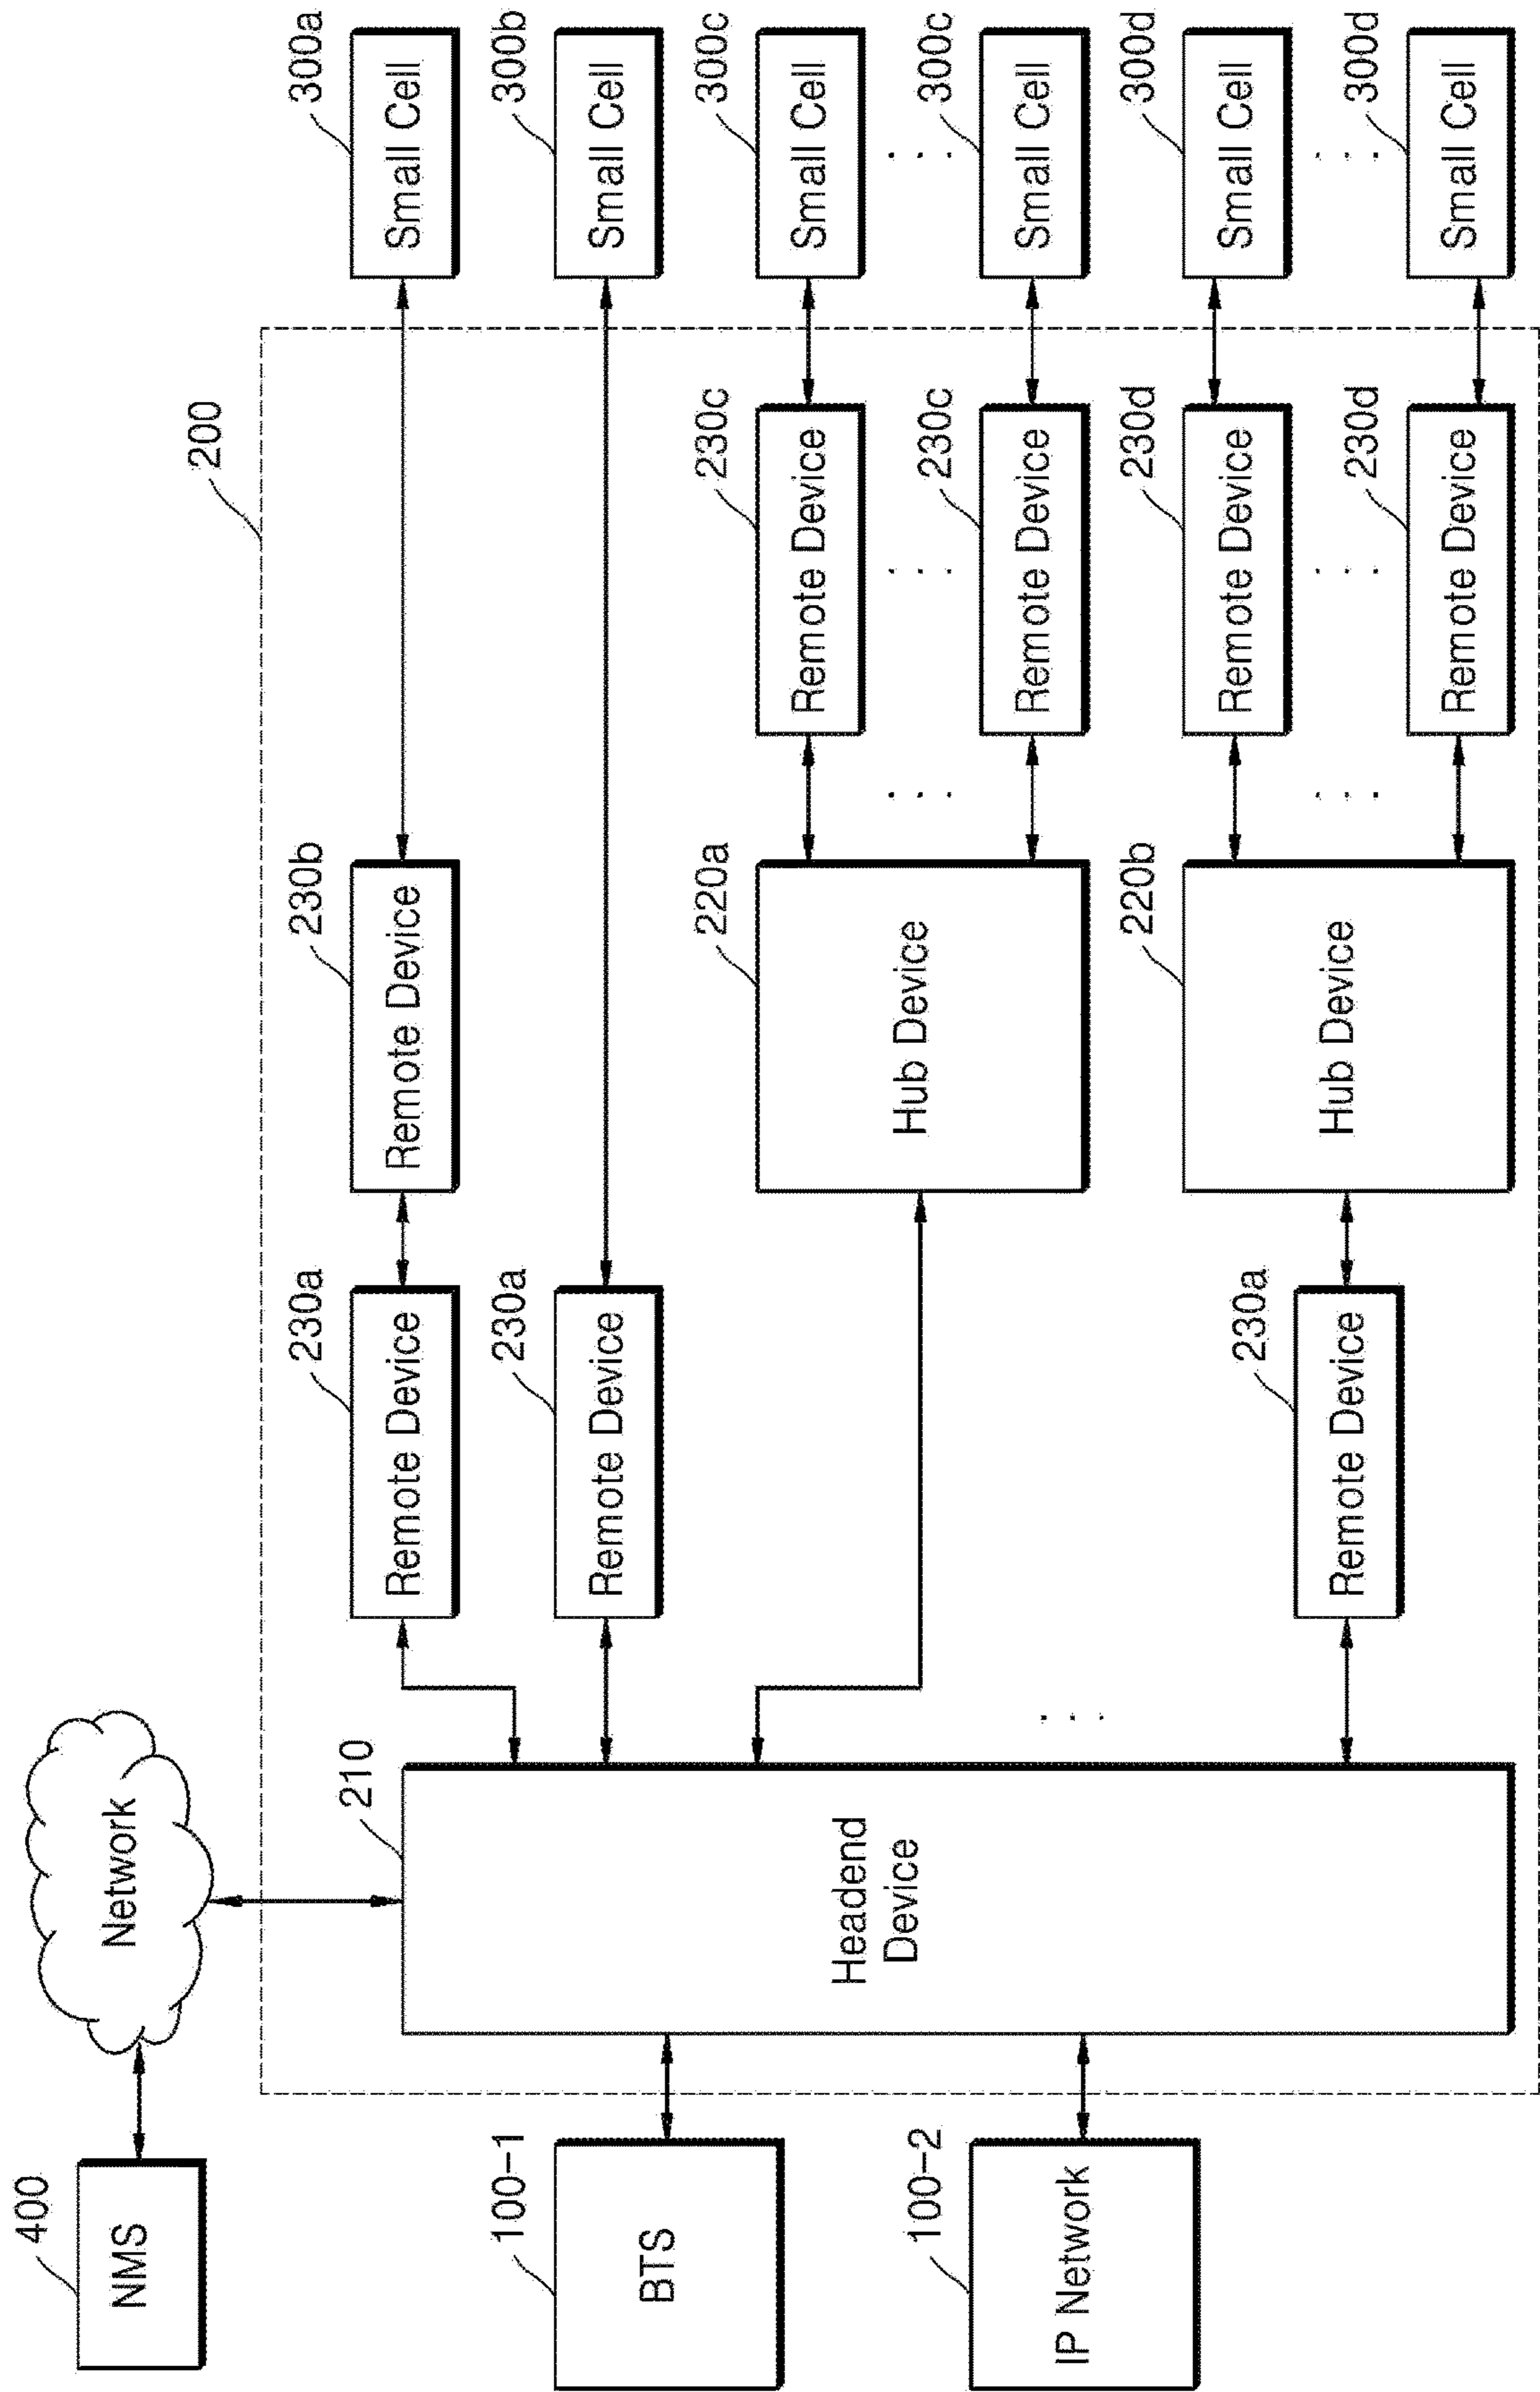 400
NMS
Network
200
230a
230b
300a
210
Remote Device
Remote Device
Small Cell
100-1
230a
300b
Remote Device
Small Cell
BTS
220a
230c
300c
Remote Device
Small Cell
Headend
Device
Hub Device
. . .
. . .
. . .
100-2
230c
300c
Remote Device
Small Cell
IP Network
. . .
220b
230d
300d
Remote Device
Small Cell
230a
Remote Device
Hub Device
. . .
. . .
. . .
230d
300d
Remote Device
Small Cell